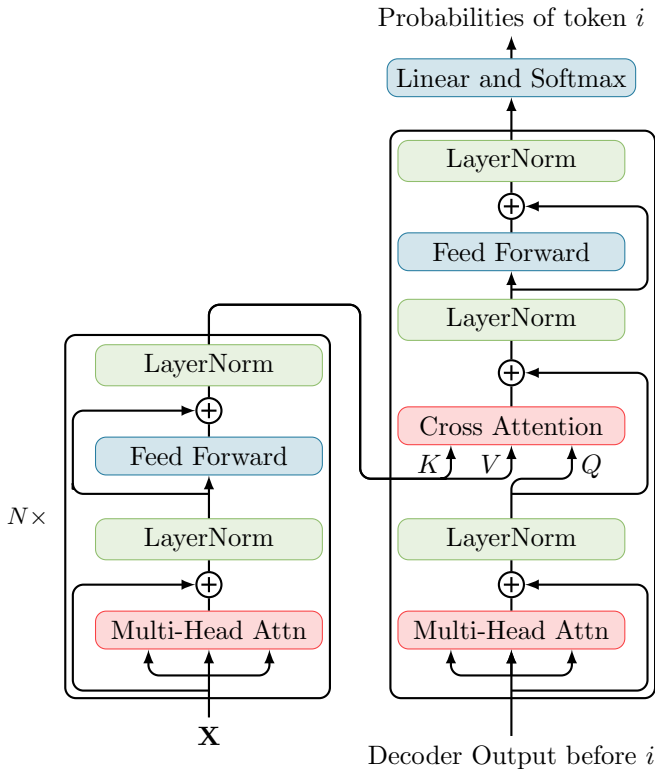 Probabilities of token i
Linear and Softmax
LayerNorm
Feed Forward
LayerNorm
Cross Attention
K V Q
LayerNorm
Multi-Head Attn
Decoder Output before i
LayerNorm
Feed Forward
N×
LayerNorm
Multi-Head Attn
X